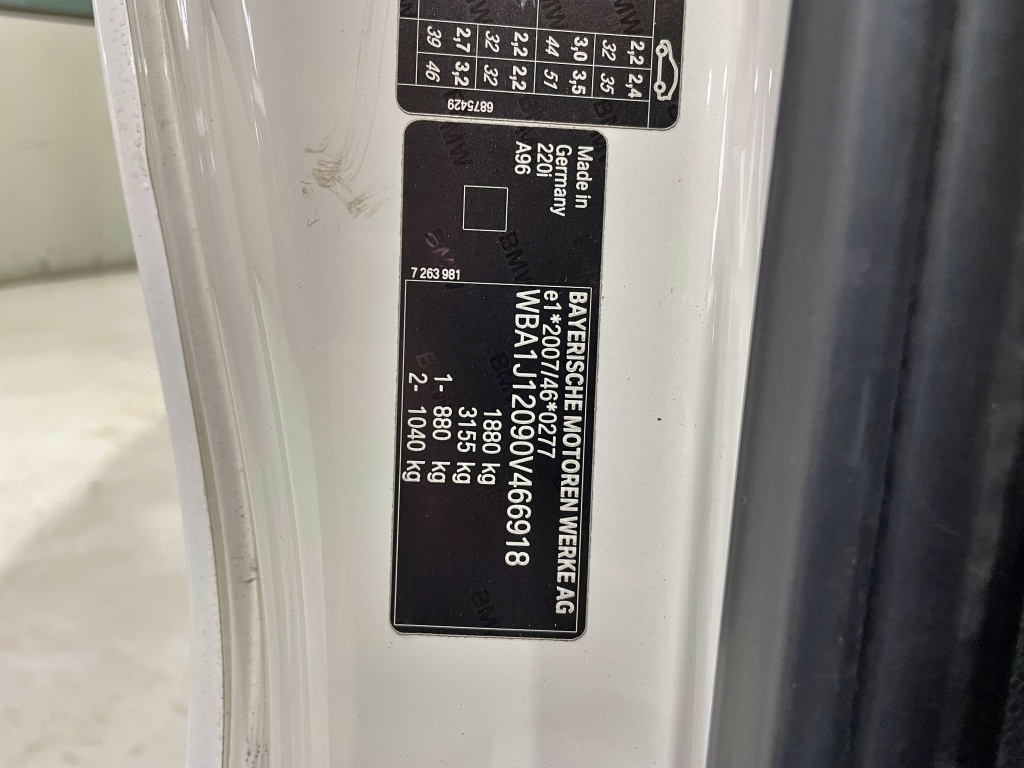 2,2 2,4
32 35
3,0 3,5
44 51
2,2 2,2
32 32
2,7 3,2
39 46
6875429
Made in
Germany
220i
A96
7 263 981
BAYERISCHE MOTOREN WERKE AG
e1*2007/46*0277
WBA1J12090V466918
1880 kg
3155 kg
1- 880 kg
2- 1040 kg